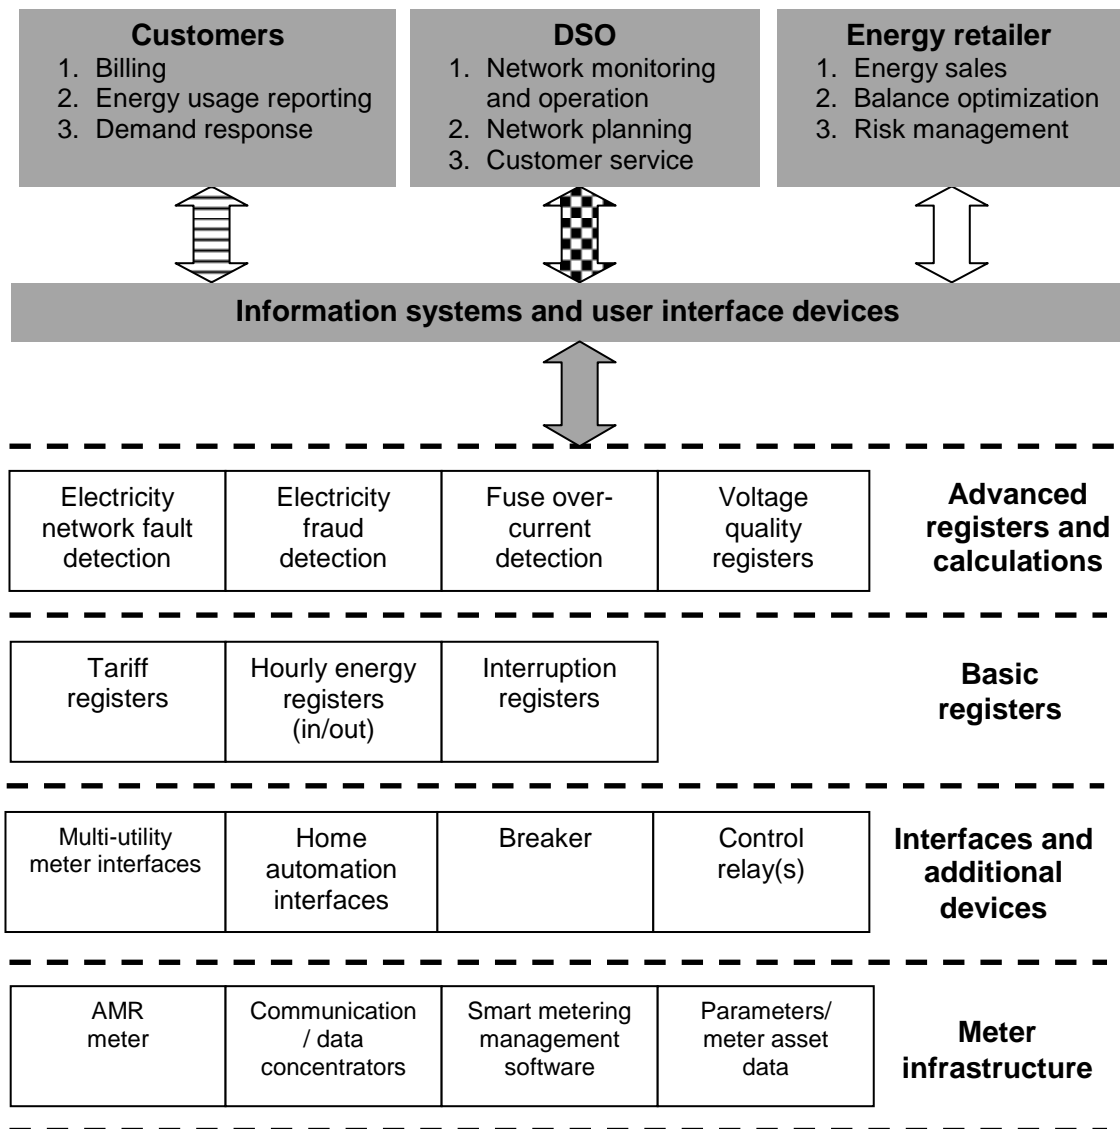 Customers
1. Billing
2. Energy usage reporting
3. Demand response
DSO
1. Network monitoring
and operation
2. Network planning
3. Customer service
Energy retailer
1. Energy sales
2. Balance optimization
3. Risk management
Information systems and user interface devices
Electricity
network fault
detection
Electricity
fraud
detection
Fuse over-
current
detection
Voltage
quality
registers
Advanced
registers and
calculations
Tariff
registers
Hourly energy
registers
(in/out)
Interruption
registers
Basic
registers
Multi-utility
meter interfaces
Home
automation
interfaces
Breaker
Control
relay(s)
Interfaces and
additional
devices
AMR
meter
Communication
/ data
concentrators
Smart metering
management
software
Parameters/
meter asset
data
Meter
infrastructure